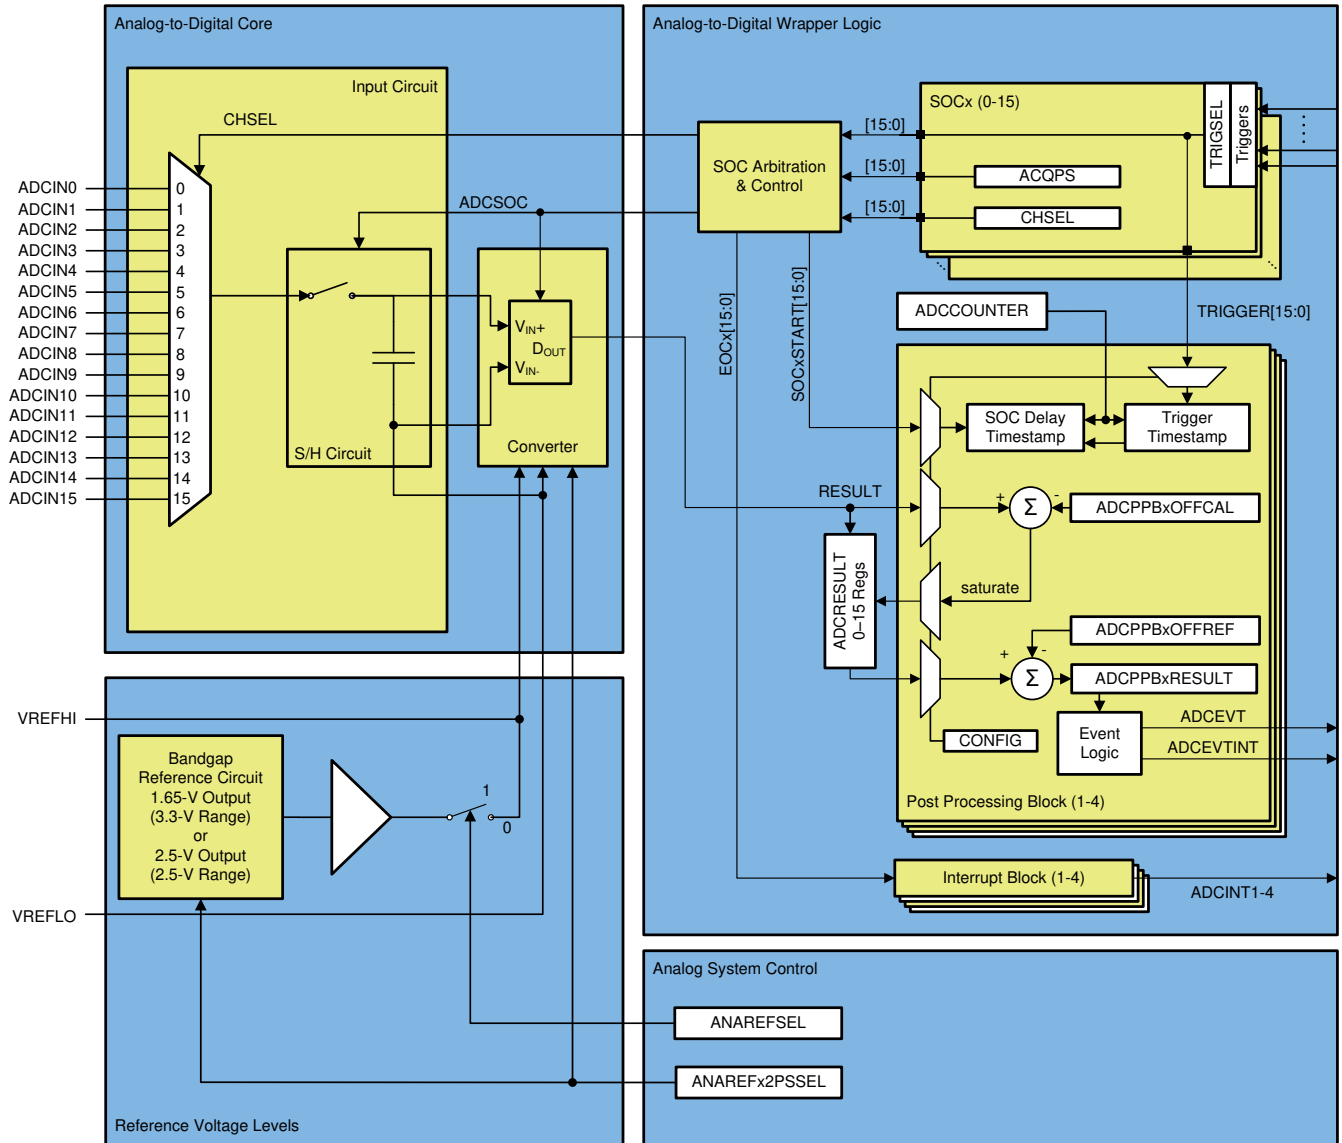 Analog-to-Digital Core
Input Circuit
CHSEL
ADCIN0
ADCIN1
ADCIN2
ADCIN3
ADCIN4
ADCIN5
ADCIN6
ADCIN7
ADCIN8
ADCIN9
ADCIN10
ADCIN11
ADCIN12
ADCIN13
ADCIN14
ADCIN15
0
1
2
3
4
5
6
7
8
9
10
11
12
13
14
15
ADCSOC
S/H Circuit
VIN+
DOUT
VIN-
Converter
Analog-to-Digital Wrapper Logic
SOC Arbitration
& Control
[15:0]
[15:0]
[15:0]
SOCx (0-15)
ACQPS
CHSEL
TRIGSEL
Triggers
EOCx[15:0]
SOCxSTART[15:0]
ADCCOUNTER
TRIGGER[15:0]
SOC Delay
Timestamp
Trigger
Timestamp
RESULT
+
Σ
-
ADCPPBxOFFCAL
ADCRESULT
0–15 Regs
saturate
ADCPPBxOFFREF
+
-
Σ
ADCPPBxRESULT
CONFIG
Event
Logic
ADCEVT
ADCEVTINT
Post Processing Block (1-4)
Interrupt Block (1-4)
ADCINT1-4
VREFHI
Bandgap
Reference Circuit
1.65-V Output
(3.3-V Range)
or
2.5-V Output
(2.5-V Range)
1
0
VREFLO
Reference Voltage Levels
Analog System Control
ANAREFSEL
ANAREFx2PSSEL